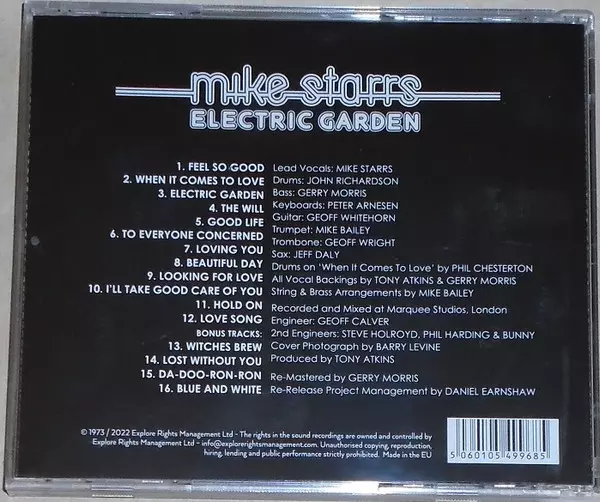 mike starrs
ELECTRIC GARDEN
1. FEEL SO GOOD
2. WHEN IT COMES TO LOVE
3. ELECTRIC GARDEN
4. THE WILL
5. GOOD LIFE
6. TO EVERYONE CONCERNED
7. LOVING YOU
8. BEAUTIFUL DAY
9. LOOKING FOR LOVE
10. I'LL TAKE GOOD CARE OF YOU
11. HOLD ON
12. LOVE SONG
BONUS TRACKS:
13. WITCHES BREW
14. LOST WITHOUT YOU
15. DA-DOO-RON-RON
16. BLUE AND WHITE
Lead Vocals: MIKE STARRS
Drums: JOHN RICHARDSON
Bass: GERRY MORRIS
Keyboards: PETER ARNESEN
Guitar: GEOFF WHITEHORN
Trumpet: MIKE BAILEY
Trombone: GEOFF WRIGHT
Sax: JEFF DALY
Drums on 'When It Comes To Love' by PHIL CHESTERTON
All Vocal Backings by TONY ATKINS & GERRY MORRIS
String & Brass Arrangements by MIKE BAILEY
Recorded and Mixed at Marquee Studios, London
Engineer: GEOFF CALVER
2nd Engineers: STEVE HOLROYD, PHIL HARDING & BUNNY
Cover Photograph by BARRY LEVINE
Produced by TONY ATKINS
Re-Mastered by GERRY MORRIS
Re-Release Project Management by DANIEL EARNSHAW
© 1973 / 2022 Explore Rights Management Ltd – The rights in the sound recordings are owned and controlled by
Explore Rights Management Ltd – info@explorerightsmanagement.com. Unauthorised copying, reproduction,
hiring, lending and public performance strictly prohibited. Made in the EU
5 060105 499685